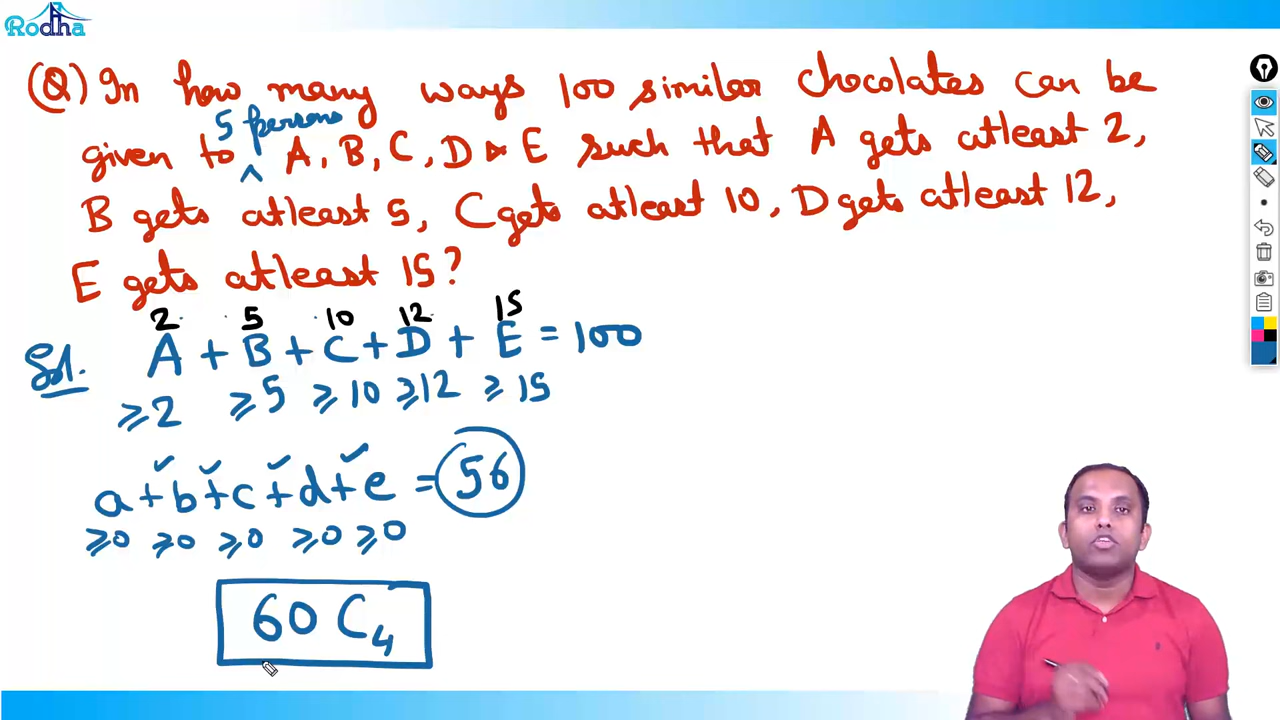 Rodha
(Q) In how many ways 100 similar chocolates can be
5 persons
given to ^ A, B, C, D & E such that A gets atleast 2,
B gets atleast 5, C gets atleast 10, D gets atleast 12,
E gets atleast 15?
2 5 10 12 15
Sol. A + B + C + D + E = 100
≥2 ≥5 ≥10 ≥12 ≥15
a + b + c + d + e = 56
≥0 ≥0 ≥0 ≥0 ≥0
60 C₄